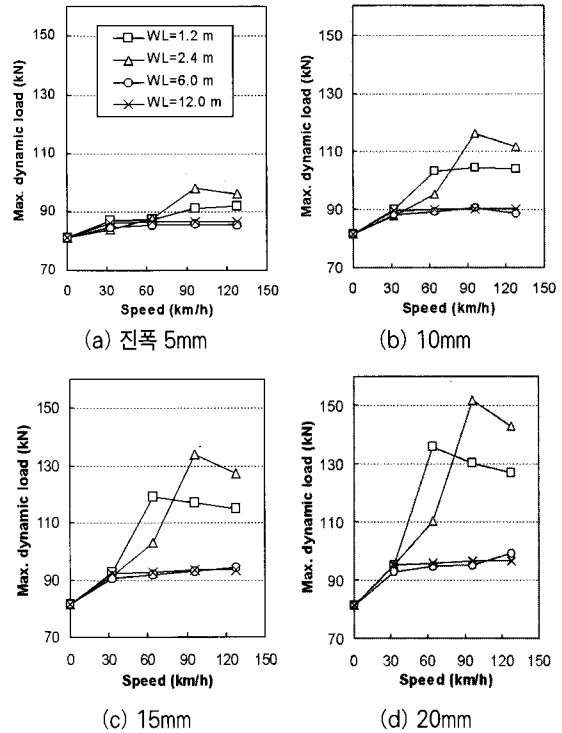 Max. dynamic load (kN)
150
130
110
90
70
WL=1.2 m
WL=2.4 m
WL=6.0 m
WL=12.0 m
0 30 60 90 120 150
Speed (km/h)
(a) 진폭 5mm
Max. dynamic load (kN)
150
130
110
90
70
0 30 60 90 120 150
Speed (km/h)
(b) 10mm
Max. dynamic load (kN)
150
130
110
90
70
0 30 60 90 120 150
Speed (km/h)
(c) 15mm
Max. dynamic load (kN)
150
130
110
90
70
0 30 60 90 120 150
Speed (km/h)
(d) 20mm